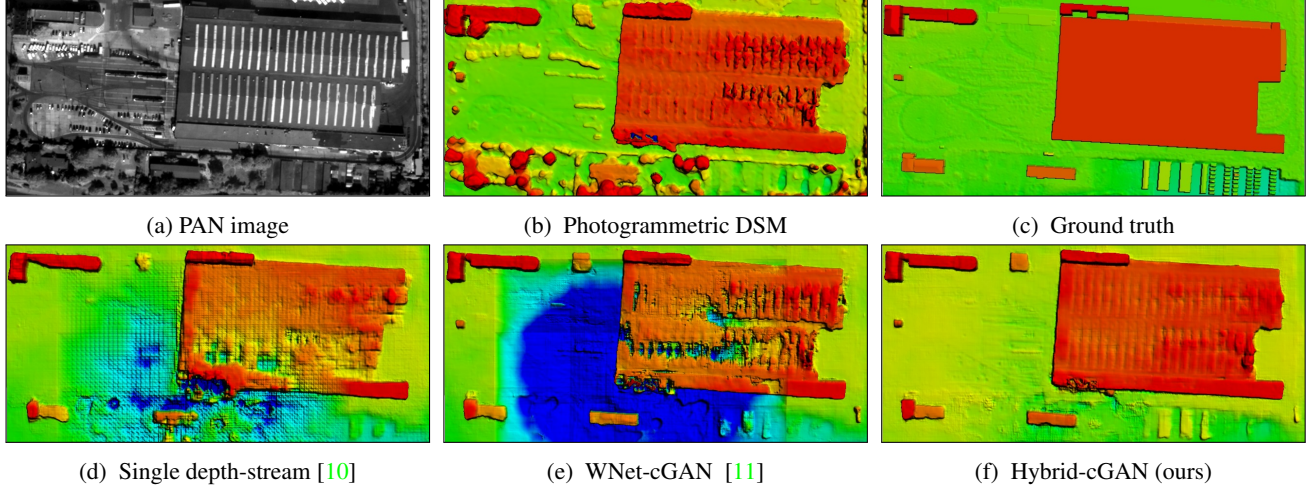 (a) PAN image
(b) Photogrammetric DSM
(c) Ground truth
(d) Single depth-stream [10]
(e) WNet-cGAN [11]
(f) Hybrid-cGAN (ours)